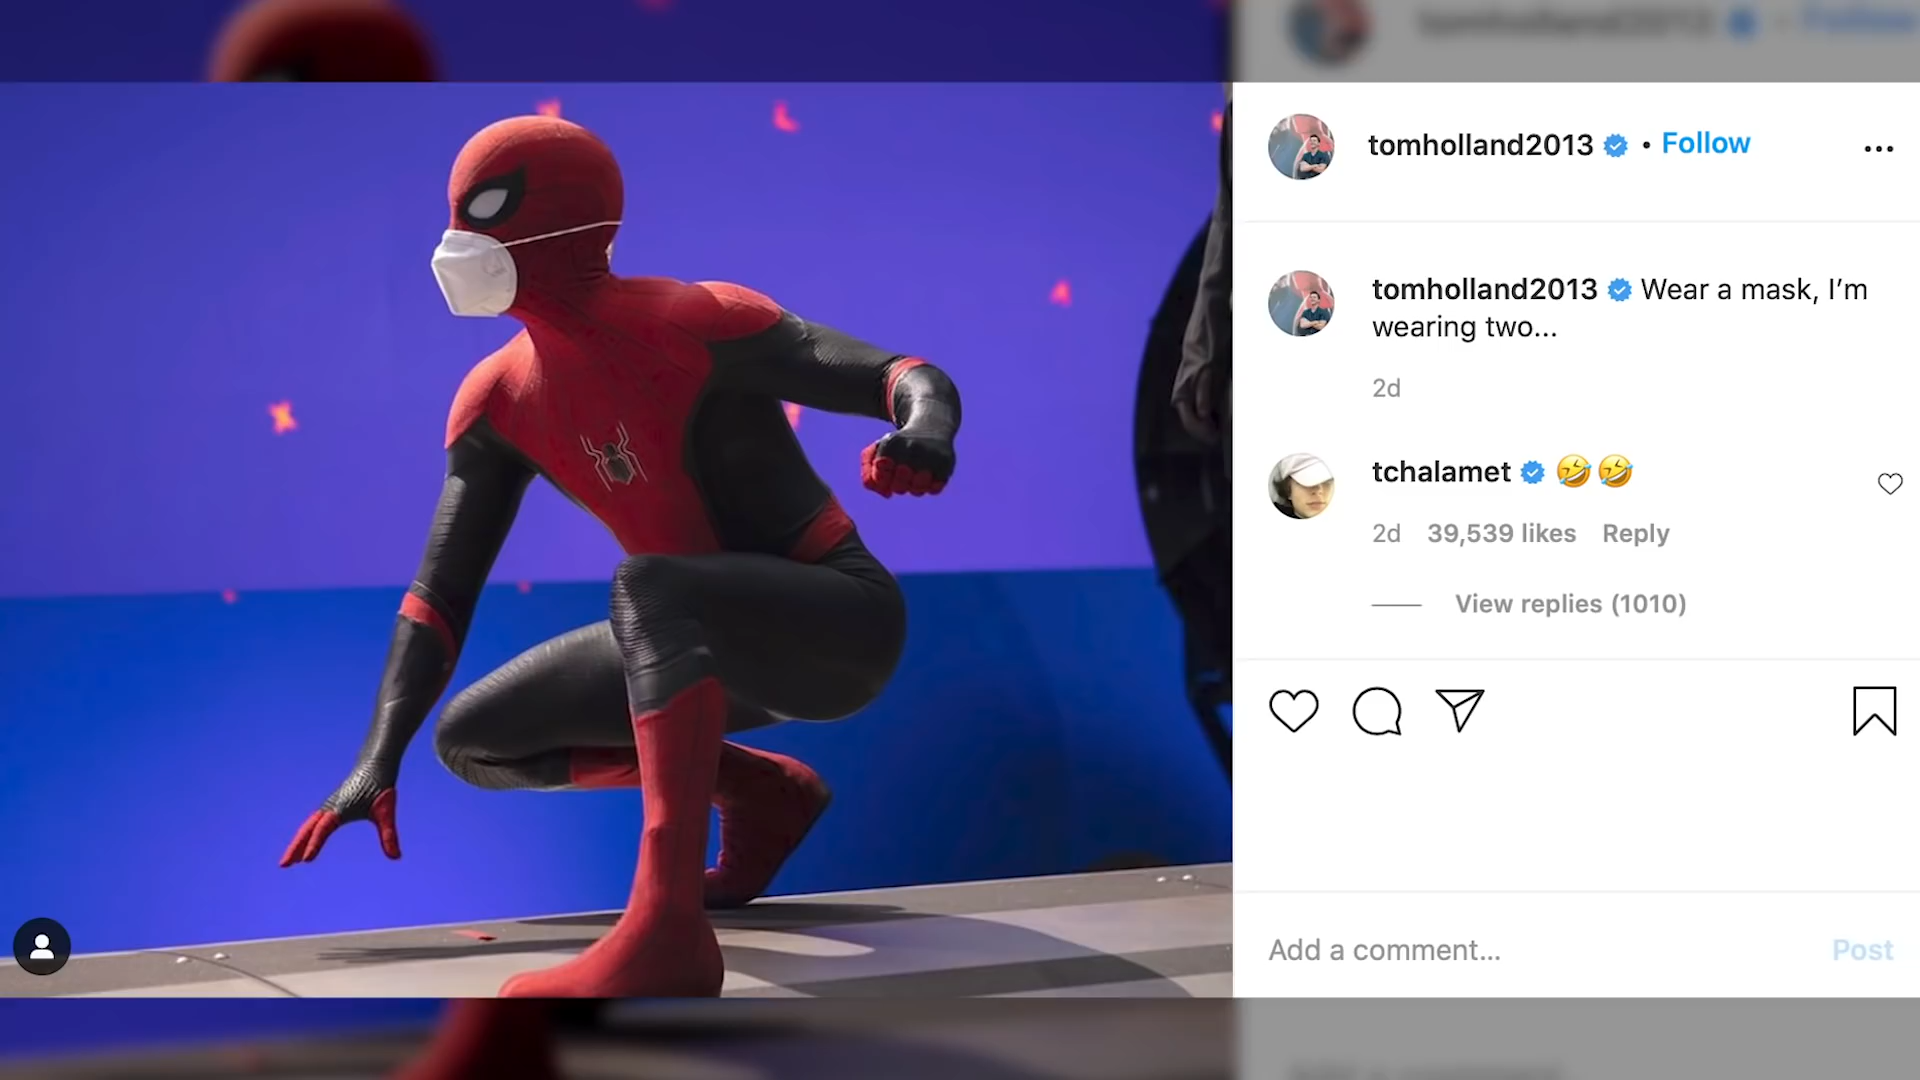 tomholland2013 • Follow
tomholland2013 Wear a mask, I’m
wearing two...
2d
tchalamet 🤣🤣
2d 39,539 likes Reply
View replies (1010)
Add a comment... Post